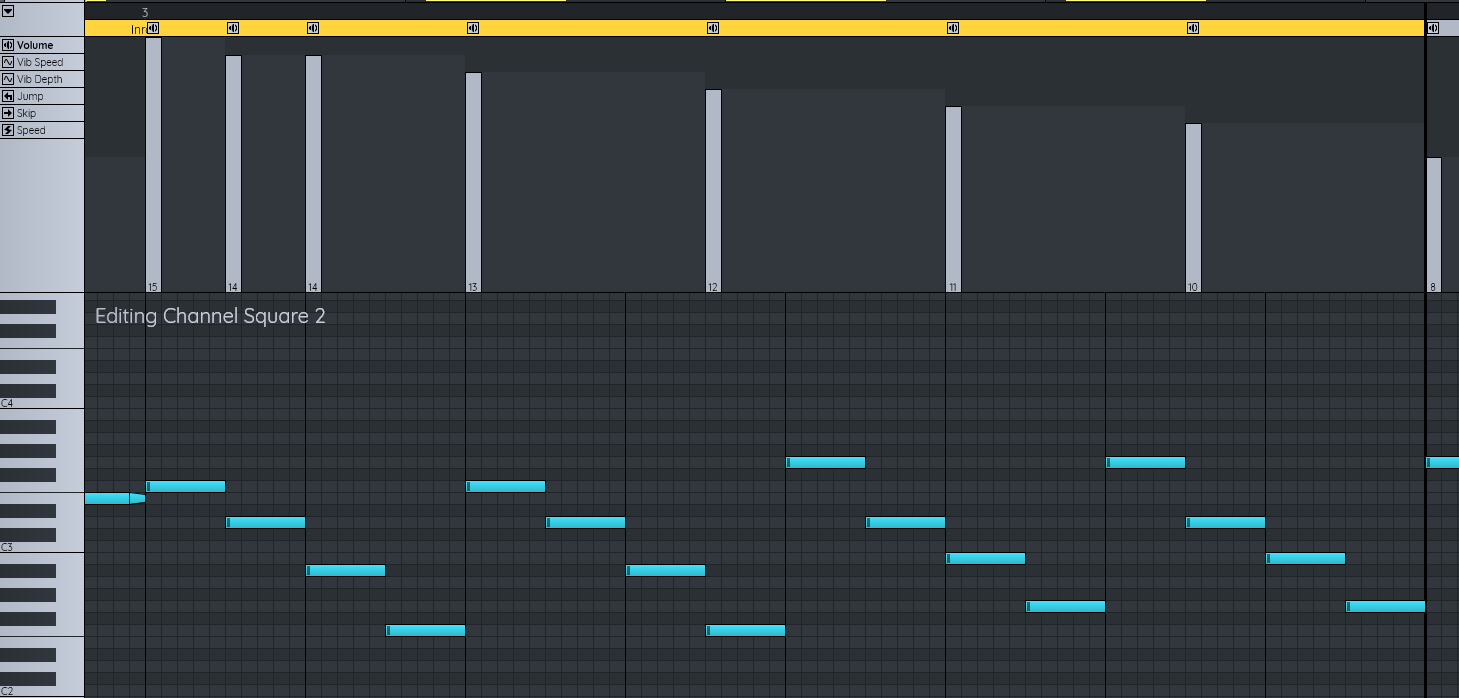 3
Intr
Volume
Vib Speed
Vib Depth
Jump
Skip
Speed
15 14 14 13 12 11 10 8
Editing Channel Square 2
C4
C3
C2